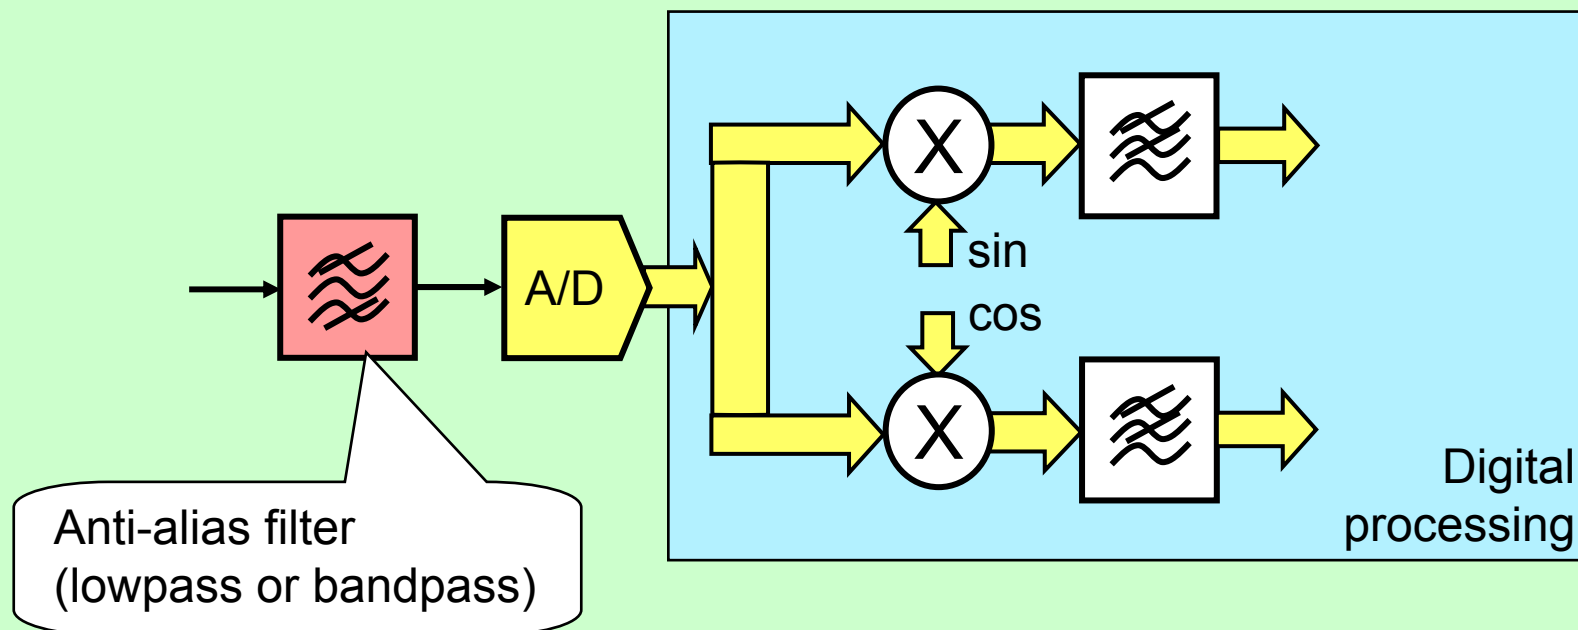 X
sin
A/D
cos
X
Digital
processing
Anti-alias filter
(lowpass or bandpass)